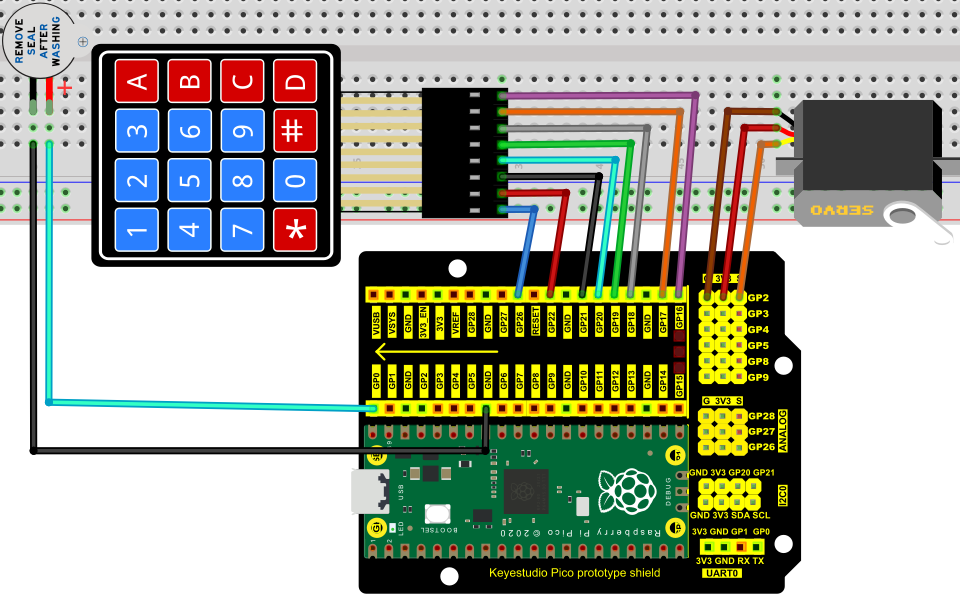 REMOVE
SEAL
AFTER
WASHING
+
A B C D
3 6 9 #
2 5 8 0
1 4 7 *
SERVO
G 3V3 S
GP2
GP3
GP4
GP5
GP8
GP9
VUSB VSYS GND 3V3_EN 3V3 VREF GP28 GND GP27 GP26 RESET GP22 GND GP21 GP20 GP19 GP18 GND GP17 GP16
GP0 GP1 GND GP2 GP3 GP4 GP5 GND GP6 GP7 GP8 GP9 GND GP10 GP11 GP12 GP13 GND GP14 GP15
G 3V3 S
GP28
GP27
GP26
ANALOG
GND 3V3 GP20 GP21
GND 3V3 SDA SCL
I2C0
3V3 GND GP1 GP0
3V3 GND RX TX
UART0
USB
LED
BOOTSEL
Raspberry Pi Pico © 2020
DEBUG
1
2
Keyestudio Pico prototype shield